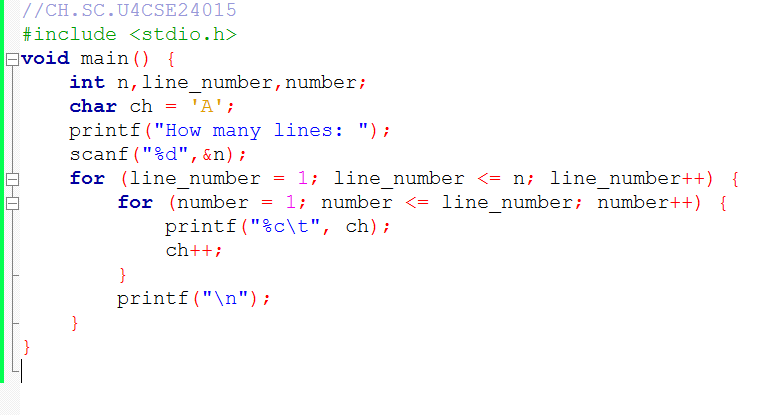 //CH.SC.U4CSE24015
#include <stdio.h>
void main() {
    int n,line_number,number;
    char ch = 'A';
    printf("How many lines: ");
    scanf("%d",&n);
    for (line_number = 1; line_number <= n; line_number++) {
        for (number = 1; number <= line_number; number++) {
            printf("%c\t", ch);
            ch++;
        }
        printf("\n");
    }
}